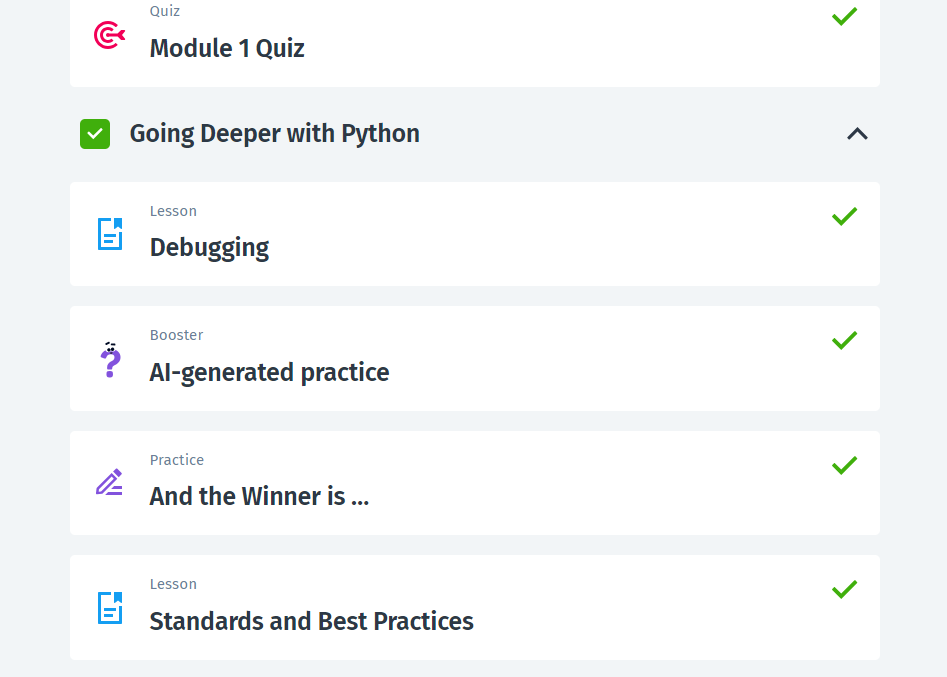 Quiz
Module 1 Quiz
Going Deeper with Python
Lesson
Debugging
Booster
AI-generated practice
Practice
And the Winner is ...
Lesson
Standards and Best Practices